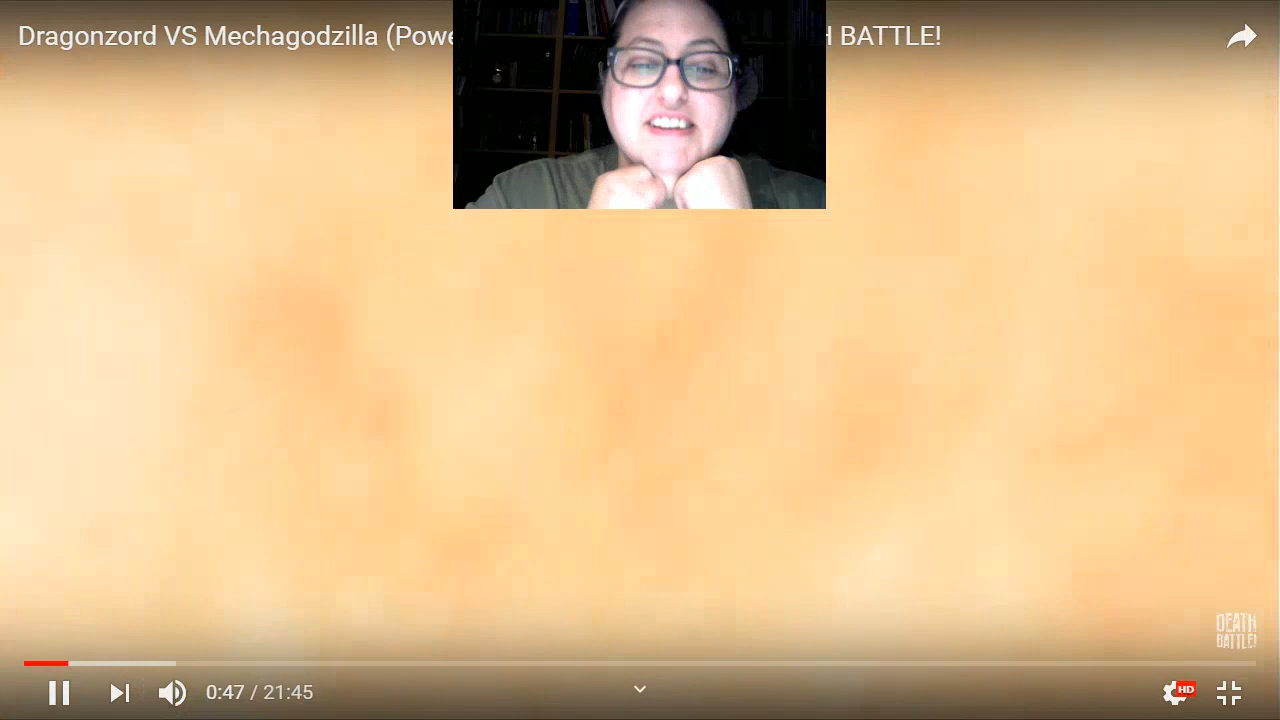 Dragonzord VS Mechagodzilla (Powe
H BATTLE!
DEATH
BATTLE!
0:47 / 21:45
HD